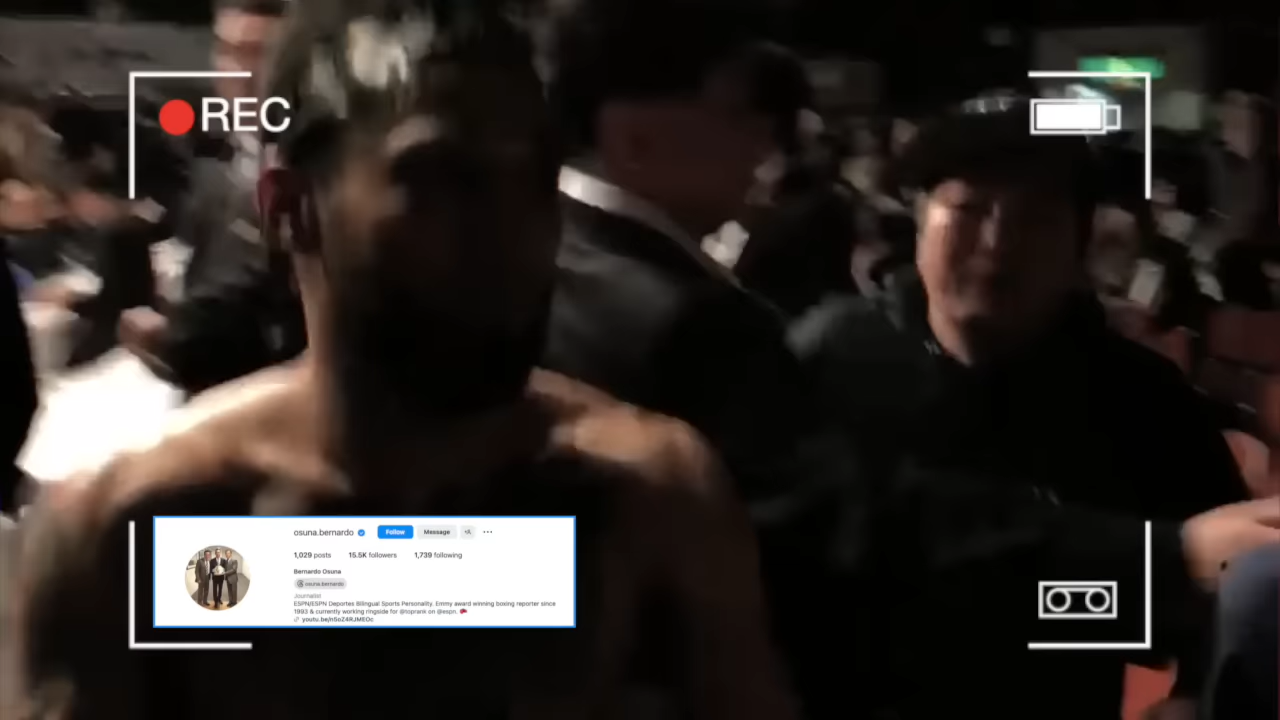 REC
osuna.bernardo Follow Message
1,029 posts 15.5K followers 1,739 following
Bernardo Osuna
osuna.bernardo
Journalist
ESPN/ESPN Deportes Bilingual Sports Personality. Emmy award winning boxing reporter since
1993 & currently working ringside for @toprank on @espn. 🥊
youtu.be/nSoZ4RJMEOc